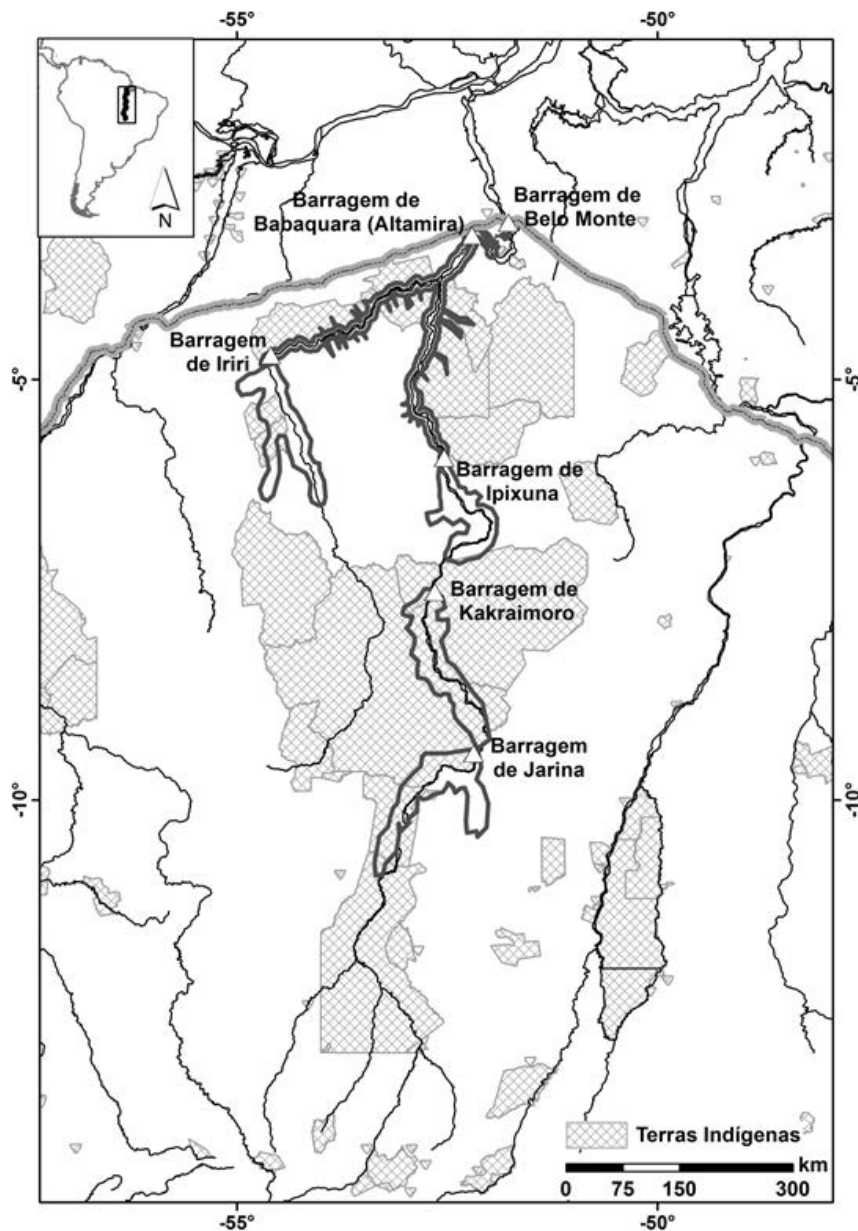 -55°
-50°
N
Barragem de
Babaquara (Altamira)
Barragem de
Belo Monte
Barragem
de Iriri
-5°
-5°
Barragem de
Ipixuna
Barragem de
Kakraimoro
Barragem
de Jarina
-10°
-10°
Terras Indígenas
km
0 75 150 300
-55°
-50°